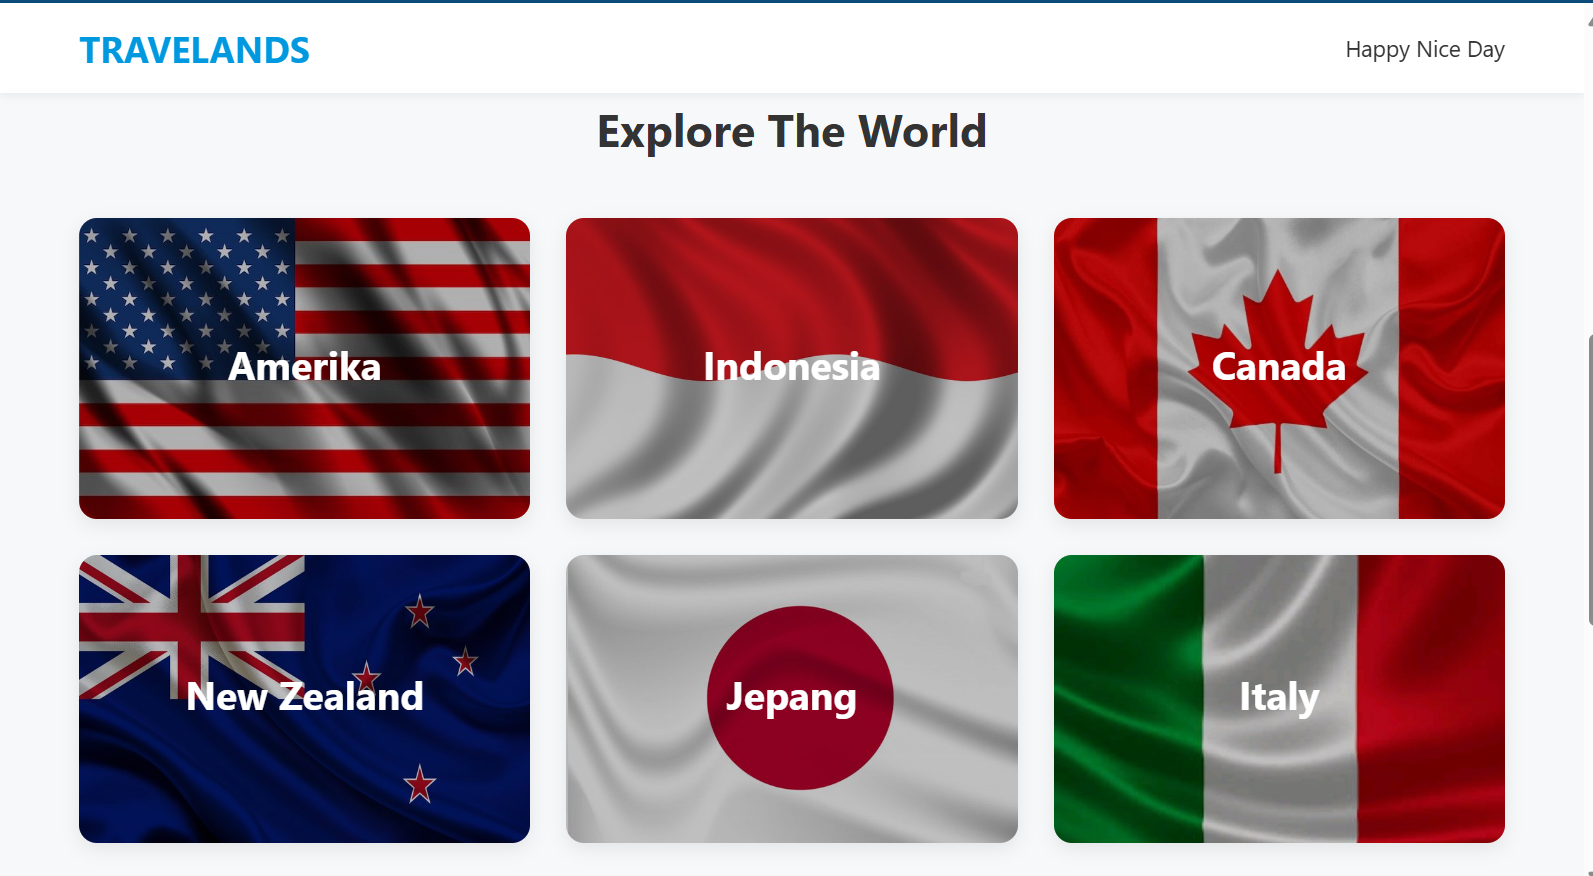 TRAVELANDS
Happy Nice Day
Explore The World
Amerika
Indonesia
Canada
New Zealand
Jepang
Italy